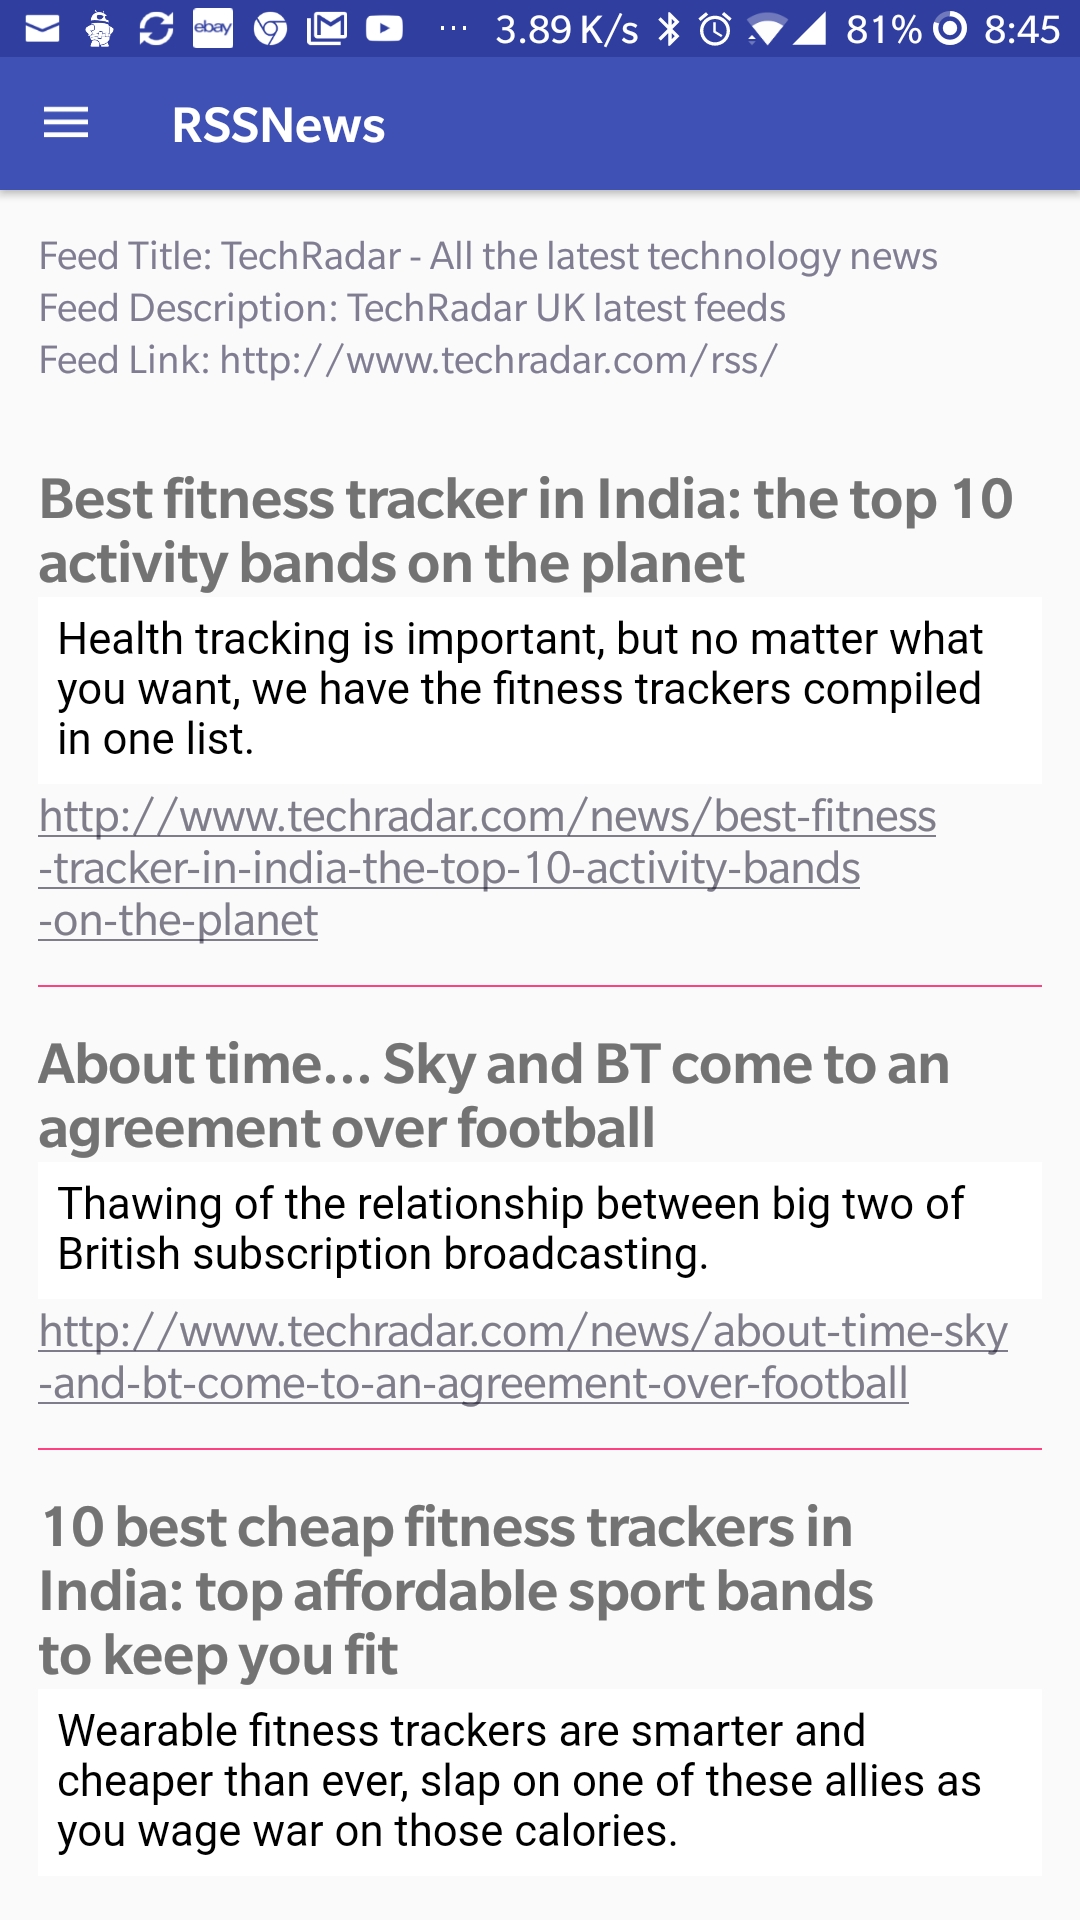 ebay ... 3.89 K/s 81% 8:45
RSSNews
Feed Title: TechRadar - All the latest technology news
Feed Description: TechRadar UK latest feeds
Feed Link: http://www.techradar.com/rss/
Best fitness tracker in India: the top 10
activity bands on the planet
Health tracking is important, but no matter what
you want, we have the fitness trackers compiled
in one list.
http://www.techradar.com/news/best-fitness
-tracker-in-india-the-top-10-activity-bands
-on-the-planet
About time... Sky and BT come to an
agreement over football
Thawing of the relationship between big two of
British subscription broadcasting.
http://www.techradar.com/news/about-time-sky
-and-bt-come-to-an-agreement-over-football
10 best cheap fitness trackers in
India: top affordable sport bands
to keep you fit
Wearable fitness trackers are smarter and
cheaper than ever, slap on one of these allies as
you wage war on those calories.